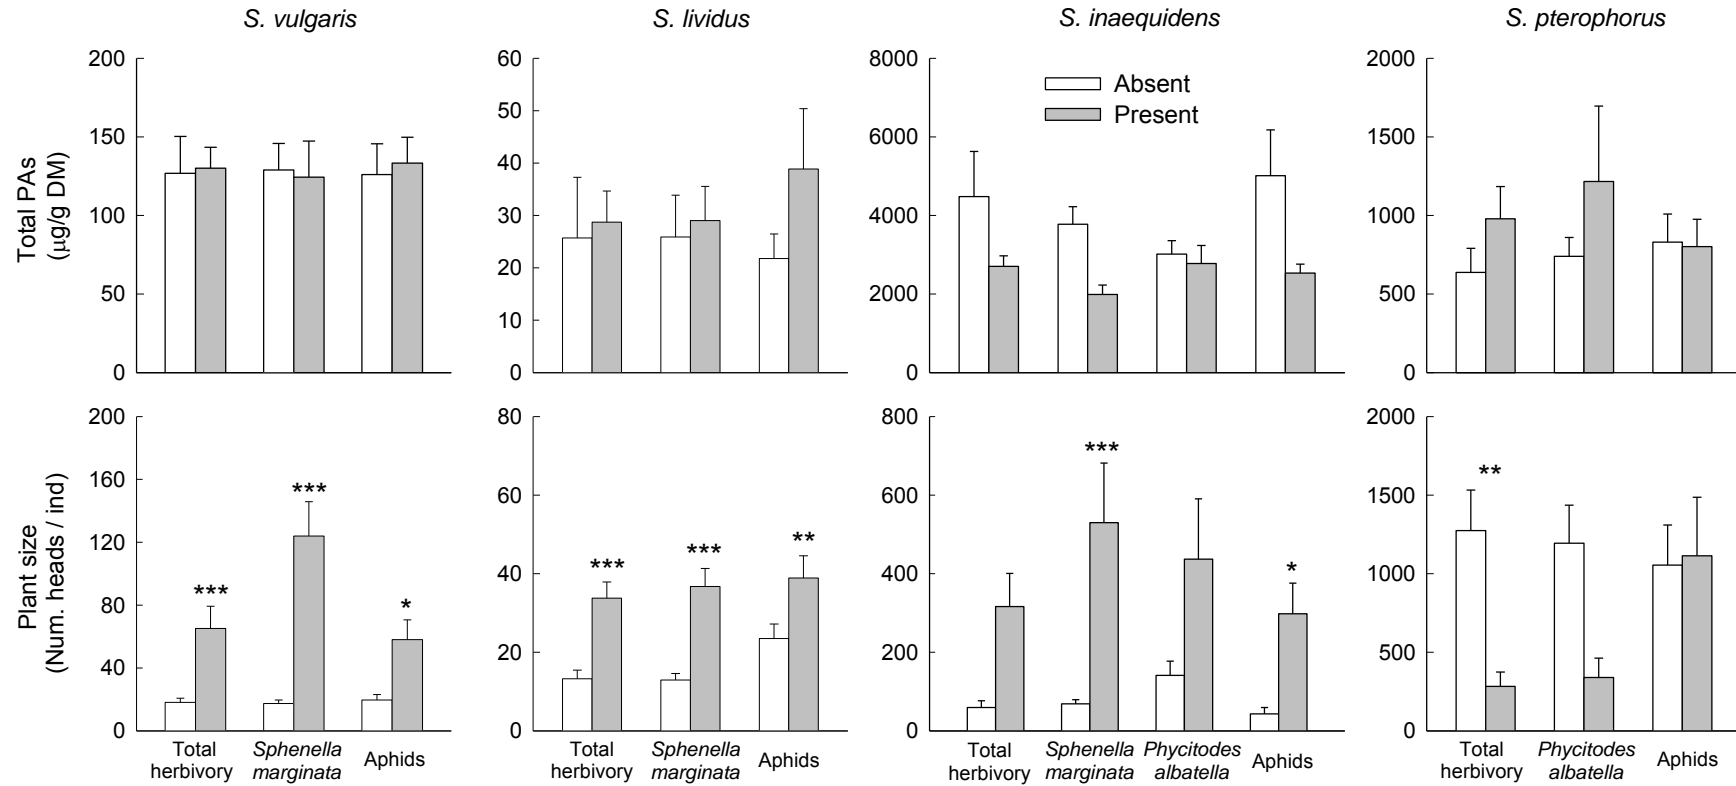 S. vulgaris
S. lividus
S. inaequidens
S. pterophorus
Total PAs
(µg/g DM)
200
150
100
50
0
60
50
40
30
20
10
0
8000
6000
4000
2000
0
Absent
Present
2000
1500
1000
500
0
Plant size
(Num. heads / ind)
200
160
120
80
40
0
***
***
*
80
60
40
20
0
***
***
**
800
600
400
200
0
***
*
2000
1500
1000
500
0
**
Total
herbivory
Sphenella
marginata
Aphids
Total
herbivory
Sphenella
marginata
Aphids
Total
herbivory
Sphenella
marginata
Phycitodes
albatella
Aphids
Total
herbivory
Phycitodes
albatella
Aphids